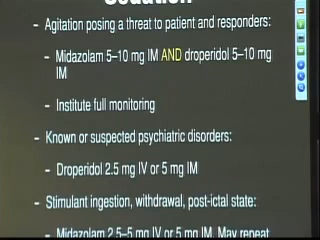 Sedation
- Agitation posing a threat to patient and responders:
- Midazolam 5–10 mg IM AND droperidol 5–10 mg
IM
- Institute full monitoring
- Known or suspected psychiatric disorders:
- Droperidol 2.5 mg IV or 5 mg IM
- Stimulant ingestion, withdrawal, post-ictal state:
- Midazolam 2.5–5 mg IV or 5 mg IM. May repeat